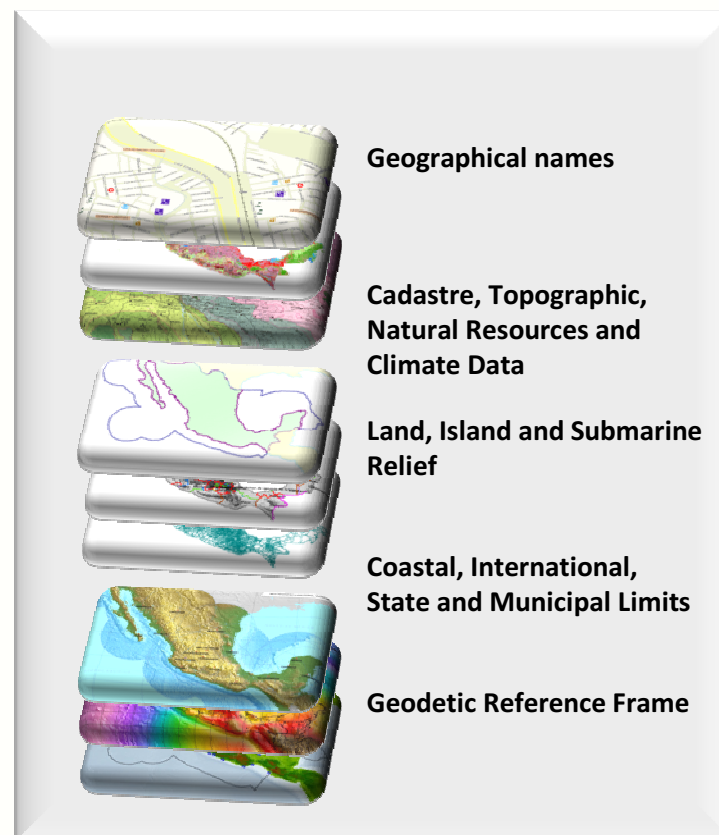 Geographical names
Cadastre, Topographic,
Natural Resources and
Climate Data
Land, Island and Submarine
Relief
Coastal, International,
State and Municipal Limits
Geodetic Reference Frame